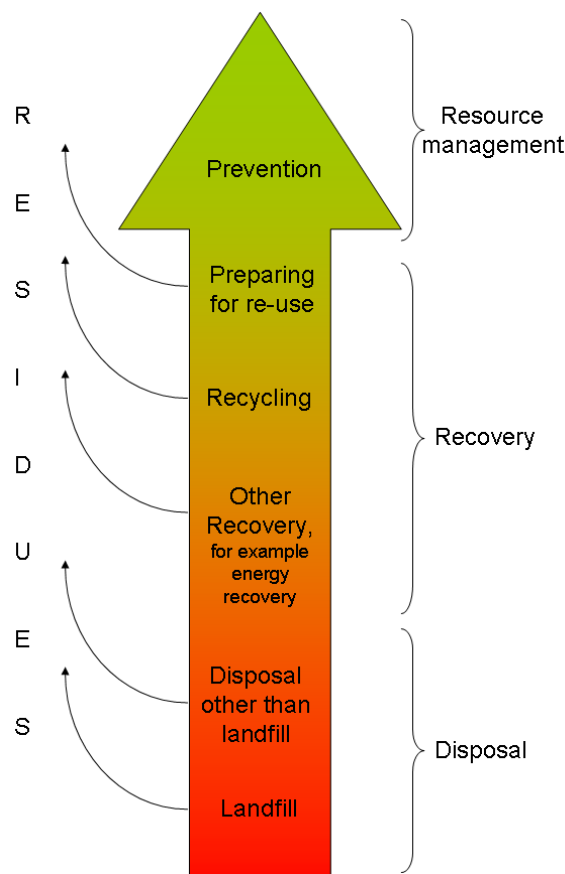 R
E
S
I
D
U
E
S
Prevention
Preparing
for re-use
Recycling
Other
Recovery,
for example
energy
recovery
Disposal
other than
landfill
Landfill
Resource
management
Recovery
Disposal